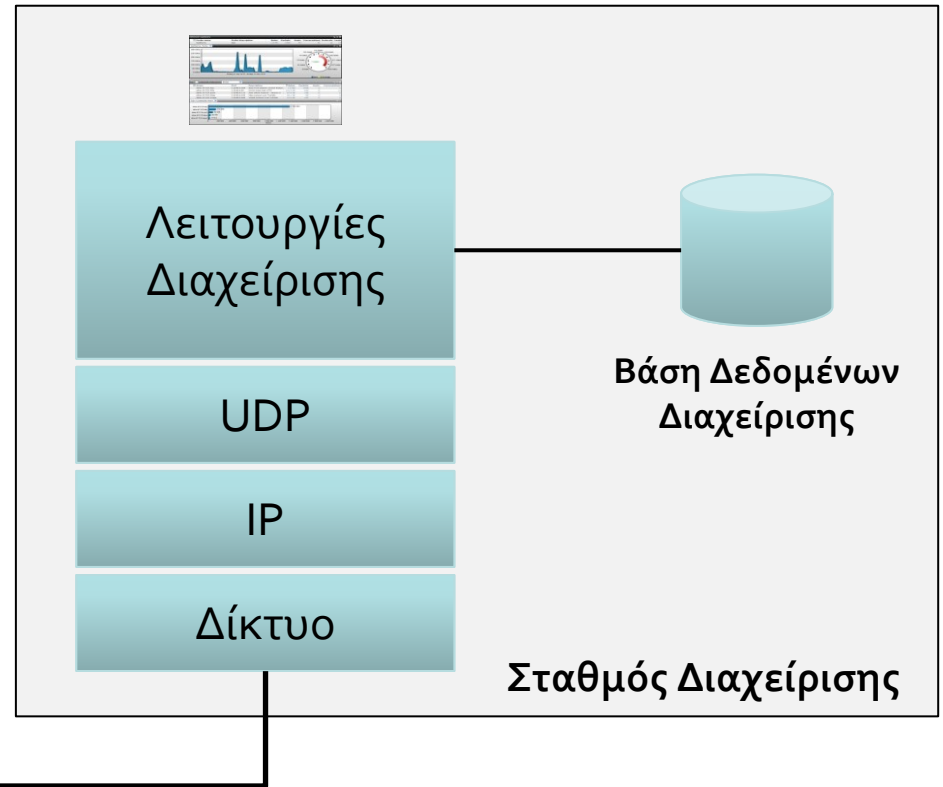 Λειτουργίες
Διαχείρισης
Βάση Δεδομένων
Διαχείρισης
UDP
IP
Δίκτυο
Σταθμός Διαχείρισης